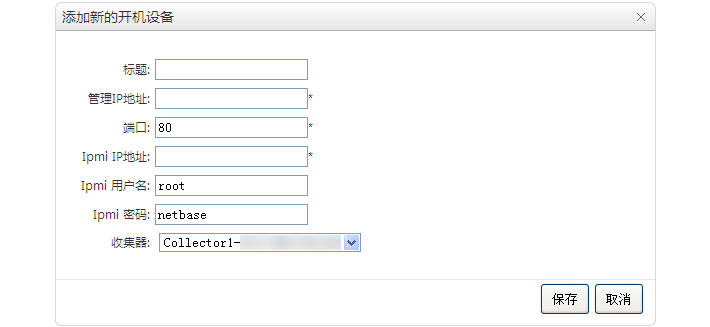 添加新的开机设备
标题:
管理IP地址: *
端口: 80 *
Ipmi IP地址: *
Ipmi 用户名: root
Ipmi 密码: netbase
收集器: Collector1-
保存 取消